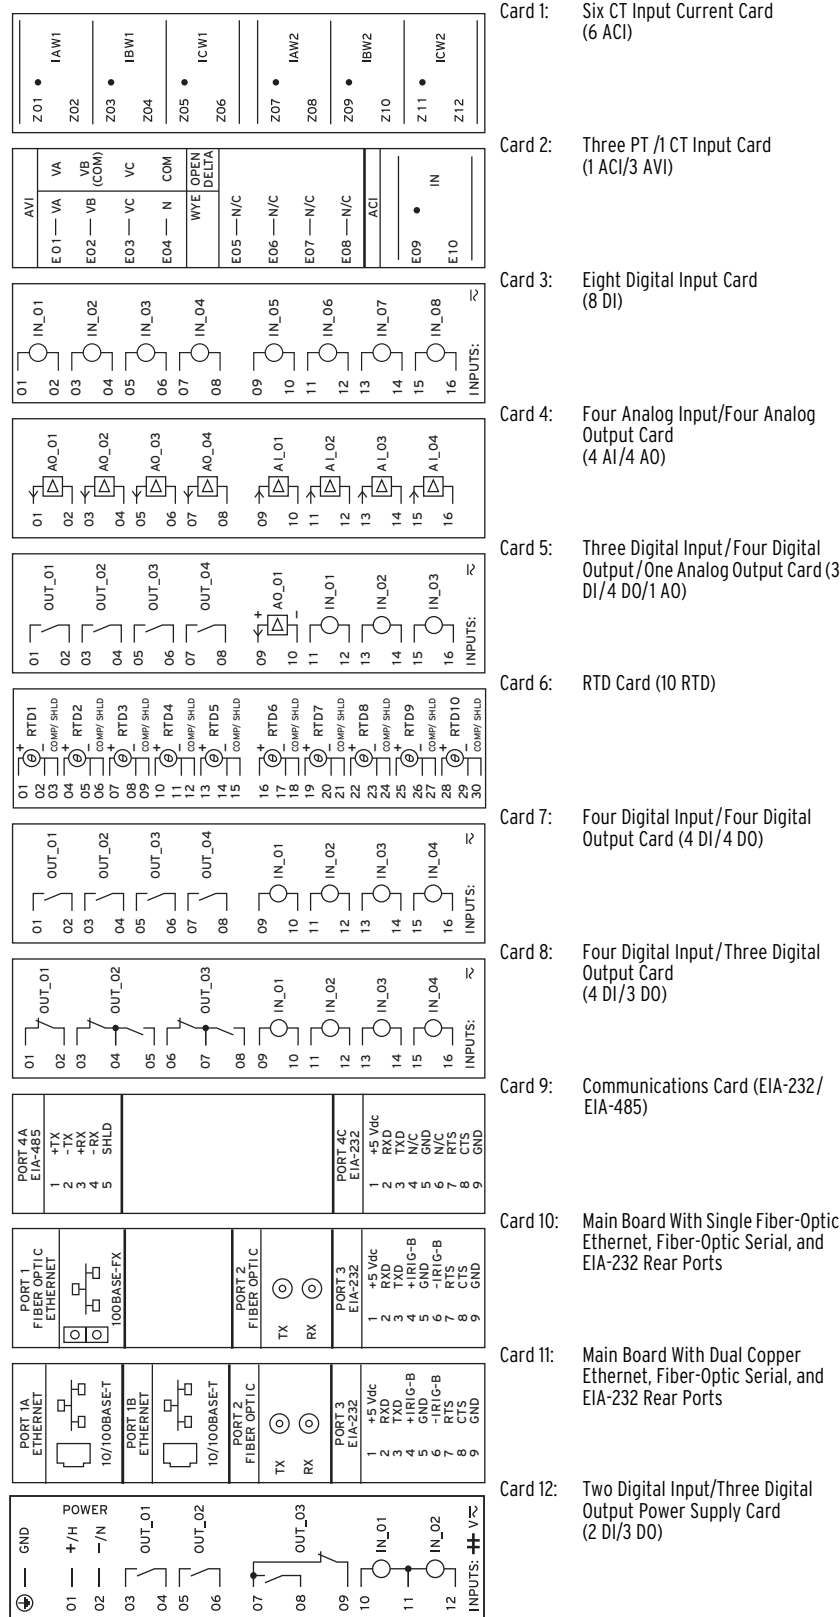 Card 1: Six CT Input Current Card
(6 ACI)
IAW1 IBW1 ICW1 IAW2 IBW2 ICW2
Z01 Z02 Z03 Z04 Z05 Z06 Z07 Z08 Z09 Z10 Z11 Z12
Card 2: Three PT /1 CT Input Card
(1 ACI/3 AVI)
AVI
VA VB (COM) VC COM OPEN DELTA
E01 — VA E02 — VB E03 — VC E04 — N WYE
E05 — N/C E06 — N/C E07 — N/C E08 — N/C
ACI
IN
E09 E10
Card 3: Eight Digital Input Card
(8 DI)
IN_01 IN_02 IN_03 IN_04 IN_05 IN_06 IN_07 IN_08
01 02 03 04 05 06 07 08 09 10 11 12 13 14 15 16 INPUTS:
Card 4: Four Analog Input/Four Analog
Output Card
(4 AI/4 AO)
AO_01 AO_02 AO_03 AO_04 AI_01 AI_02 AI_03 AI_04
01 02 03 04 05 06 07 08 09 10 11 12 13 14 15 16
Card 5: Three Digital Input/Four Digital
Output/One Analog Output Card (3
DI/4 DO/1 AO)
OUT_01 OUT_02 OUT_03 OUT_04 + AO_01 – IN_01 IN_02 IN_03
01 02 03 04 05 06 07 08 09 10 11 12 13 14 15 16 INPUTS:
Card 6: RTD Card (10 RTD)
+ RTD1 – COMP/ SHLD + RTD2 – COMP/ SHLD + RTD3 – COMP/ SHLD + RTD4 – COMP/ SHLD + RTD5 – COMP/ SHLD + RTD6 – COMP/ SHLD + RTD7 – COMP/ SHLD + RTD8 – COMP/ SHLD + RTD9 – COMP/ SHLD + RTD10 – COMP/ SHLD
01 02 03 04 05 06 07 08 09 10 11 12 13 14 15 16 17 18 19 20 21 22 23 24 25 26 27 28 29 30
Card 7: Four Digital Input/Four Digital
Output Card (4 DI/4 DO)
OUT_01 OUT_02 OUT_03 OUT_04 IN_01 IN_02 IN_03 IN_04
01 02 03 04 05 06 07 08 09 10 11 12 13 14 15 16 INPUTS:
Card 8: Four Digital Input/Three Digital
Output Card
(4 DI/3 DO)
OUT_01 OUT_02 OUT_03 IN_01 IN_02 IN_03 IN_04
01 02 03 04 05 06 07 08 09 10 11 12 13 14 15 16 INPUTS:
Card 9: Communications Card (EIA-232/
EIA-485)
PORT 4A
EIA-485
1 +TX
2 -TX
3 +RX
4 -RX
5 SHLD
PORT 4C
EIA-232
1 +5 Vdc
2 RXD
3 TXD
4 N/C
5 GND
6 N/C
7 RTS
8 CTS
9 GND
Card 10: Main Board With Single Fiber-Optic
Ethernet, Fiber-Optic Serial, and
EIA-232 Rear Ports
PORT 1
FIBER OPTIC
ETHERNET
100BASE-FX
PORT 2
FIBER OPTIC
TX
RX
PORT 3
EIA-232
1 +5 Vdc
2 RXD
3 TXD
4 +IRIG-B
5 GND
6 -IRIG-B
7 RTS
8 CTS
9 GND
Card 11: Main Board With Dual Copper
Ethernet, Fiber-Optic Serial, and
EIA-232 Rear Ports
PORT 1A
ETHERNET
10/100BASE-T
PORT 1B
ETHERNET
10/100BASE-T
PORT 2
FIBER OPTIC
TX
RX
PORT 3
EIA-232
1 +5 Vdc
2 RXD
3 TXD
4 +IRIG-B
5 GND
6 -IRIG-B
7 RTS
8 CTS
9 GND
Card 12: Two Digital Input/Three Digital
Output Power Supply Card
(2 DI/3 DO)
POWER
GND
01 — +/H
02 — –/N
OUT_01 OUT_02 OUT_03 IN_01 IN_02
03 04 05 06 07 08 09 10 11 12 INPUTS: V